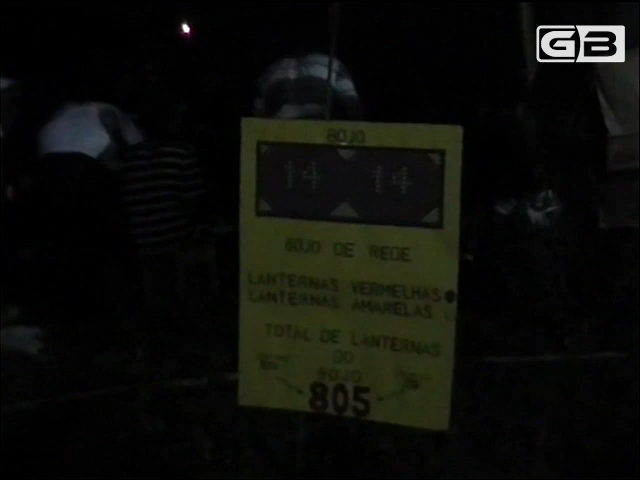 GB
BOJO
14 14
BOJO DE REDE
LANTERNAS VERMELHAS
LANTERNAS AMARELAS
TOTAL DE LANTERNAS
DO
BOJO
805